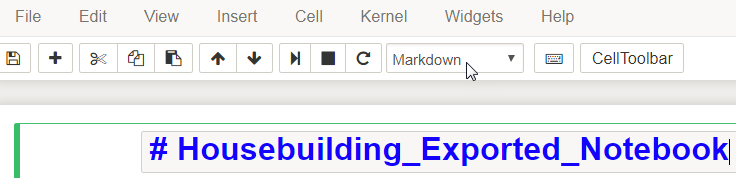 File Edit View Insert Cell Kernel Widgets Help
Markdown CellToolbar
# Housebuilding_Exported_Notebook